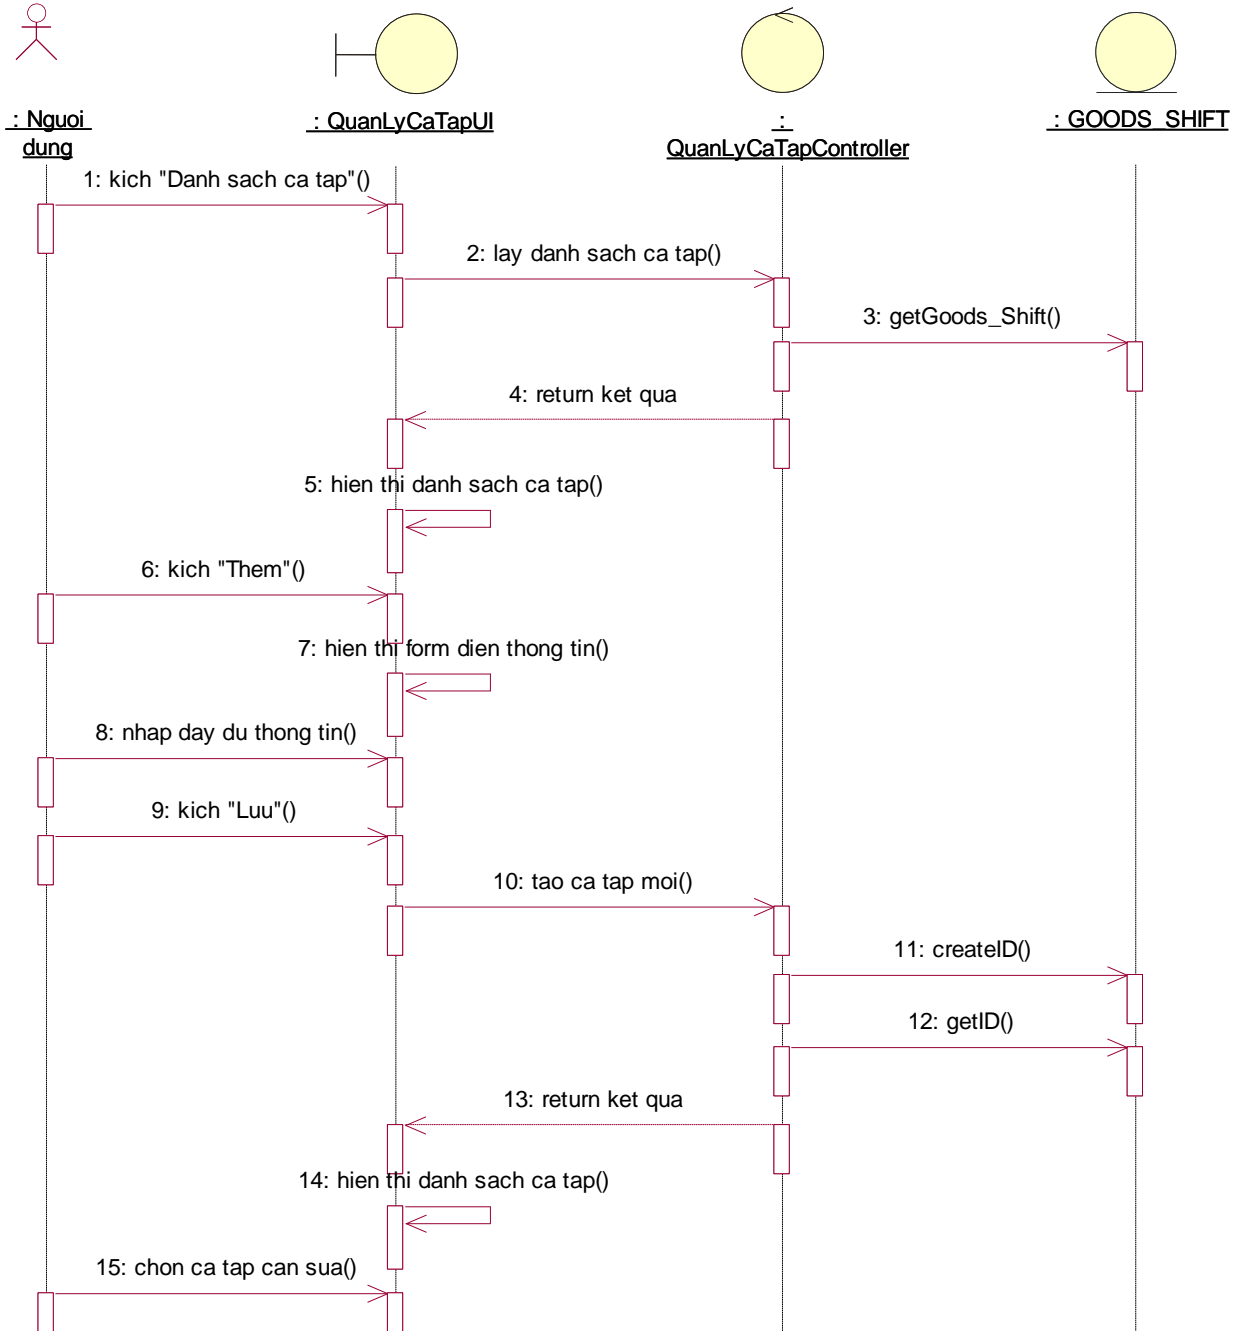 : Nguoi
dung
: QuanLyCaTapUI
:
QuanLyCaTapController
: GOODS_SHIFT
1: kich "Danh sach ca tap"()
2: lay danh sach ca tap()
3: getGoods_Shift()
4: return ket qua
5: hien thi danh sach ca tap()
6: kich "Them"()
7: hien thi form dien thong tin()
8: nhap day du thong tin()
9: kich "Luu"()
10: tao ca tap moi()
11: createID()
12: getID()
13: return ket qua
14: hien thi danh sach ca tap()
15: chon ca tap can sua()